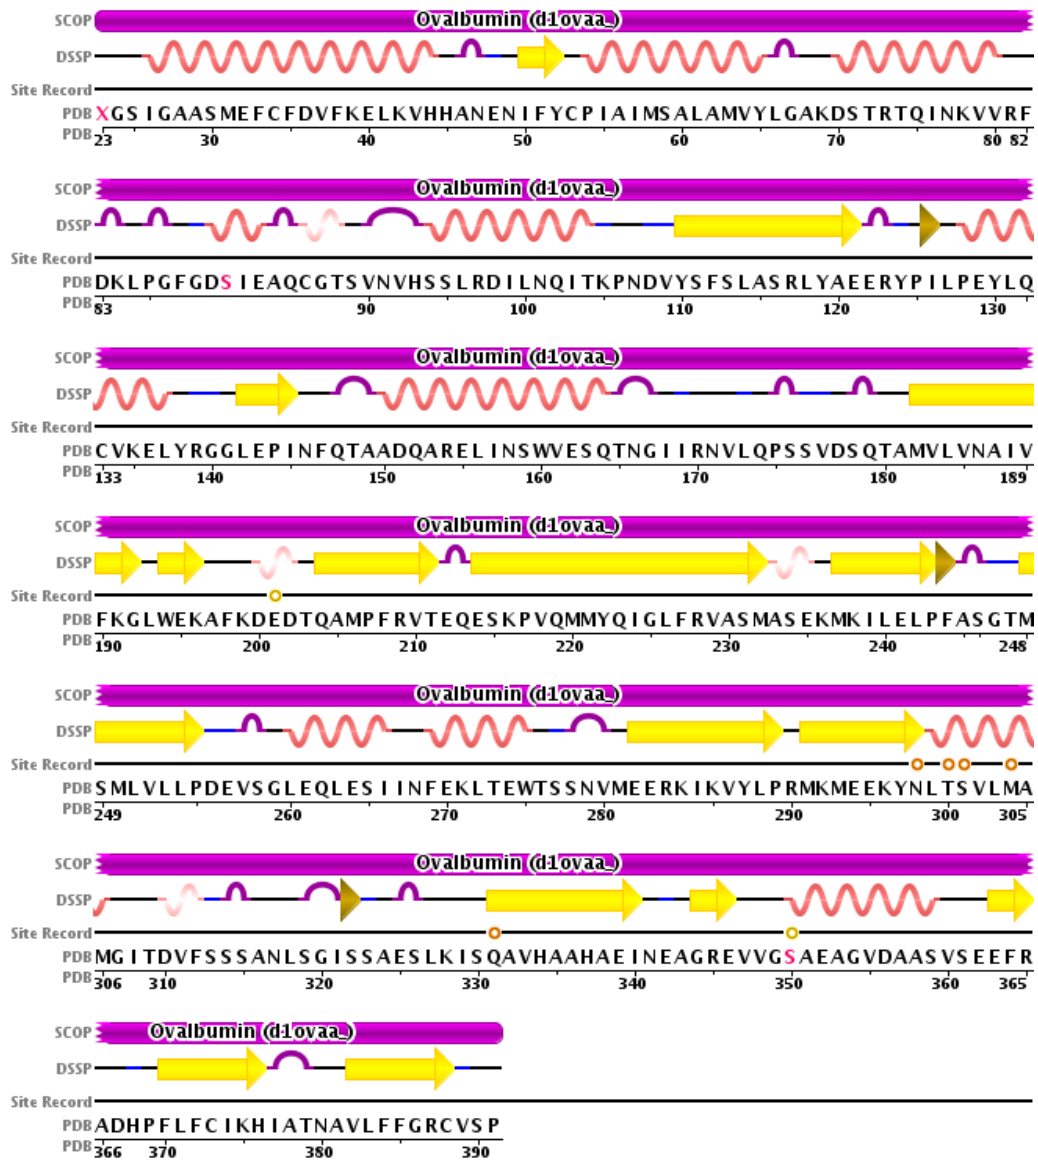 SCOP Ovalbumin (d1ovaa_)
DSSP
Site Record
PDB XGSIGAASMEFCFDVFKELKVHHANENIFYCPIAIMSALAMVYLGAKDSTRTQINKVVRF
PDB 23 30 40 50 60 70 80 82
SCOP Ovalbumin (d1ovaa_)
DSSP
Site Record
PDB DKLPGFGDSIEAQCGTSVNVHSSLRDILNQITKPNDVYSFSLASRLYAEERYPILPEYLQ
PDB 83 90 100 110 120 130
SCOP Ovalbumin (d1ovaa_)
DSSP
Site Record
PDB CVKELYRGGLEPINFQTAADQARELINSWVESQTNGIIRNVLQPSSVDSQTAMVLVNAIV
PDB 133 140 150 160 170 180 189
SCOP Ovalbumin (d1ovaa_)
DSSP
Site Record
PDB FKGLWEKAFKDEDTQAMPFRVTEQESKPVQMMYQIGLFRVASMASEKMKILELPFASGTM
PDB 190 200 210 220 230 240 248
SCOP Ovalbumin (d1ovaa_)
DSSP
Site Record
PDB SMLVLLPDEVSGLEQLESIINFEKLTEWTSSNVMEERKIKVYLPRMKMEEKYNLTSVLMA
PDB 249 260 270 280 290 300 305
SCOP Ovalbumin (d1ovaa_)
DSSP
Site Record
PDB MGITDVFSSSANLSGISSAESLKISQAVHAAHAEINEAGREVVGSAEAGVDAASVSEEFR
PDB 306 310 320 330 340 350 360 365
SCOP Ovalbumin (d1ovaa_)
DSSP
Site Record
PDB ADHPFLFCIKHIATNAVLFFGRCVSP
PDB 366 370 380 390